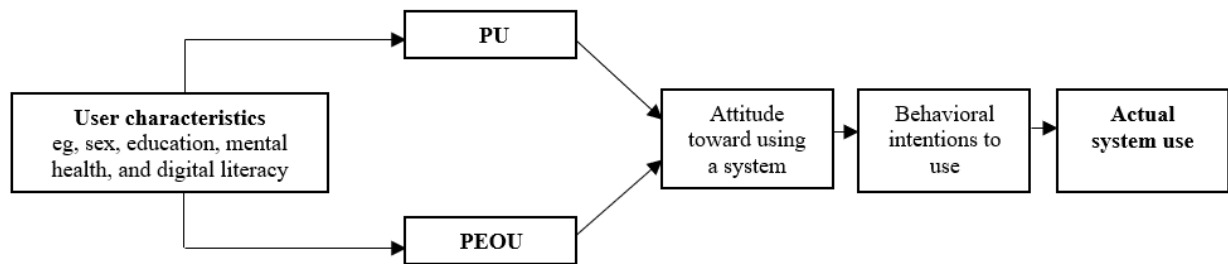 User characteristics
eg, sex, education, mental
health, and digital literacy
PU
PEOU
Attitude
toward using
a system
Behavioral
intentions to
use
Actual
system use